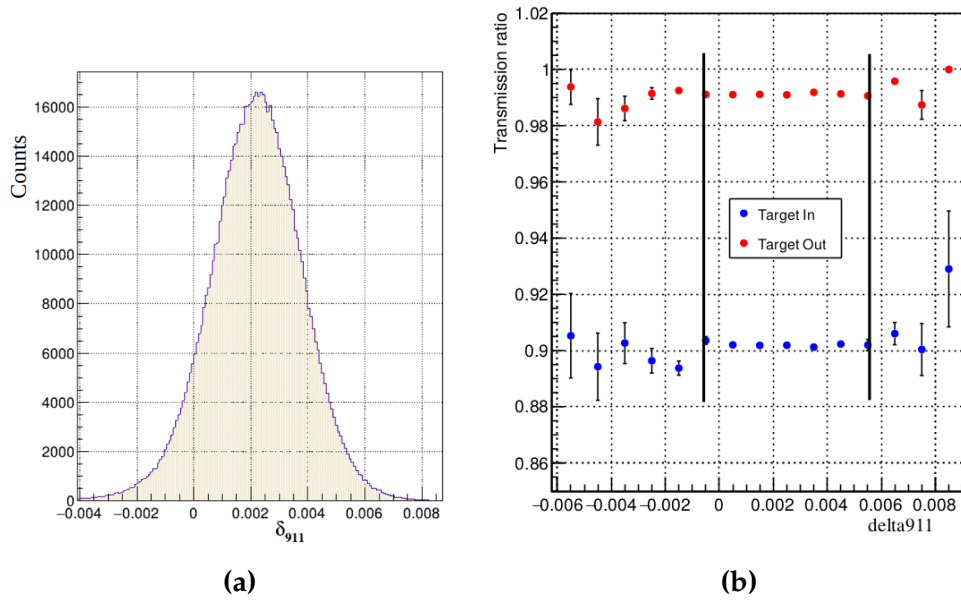 Counts
16000
14000
12000
10000
8000
6000
4000
2000
0
−0.004 −0.002 0 0.002 0.004 0.006 0.008
δ911
(a)
Transmission ratio
1.02
1
0.98
0.96
0.94
0.92
0.9
0.88
0.86
Target In
Target Out
−0.006 −0.004 −0.002 0 0.002 0.004 0.006 0.008
delta911
(b)